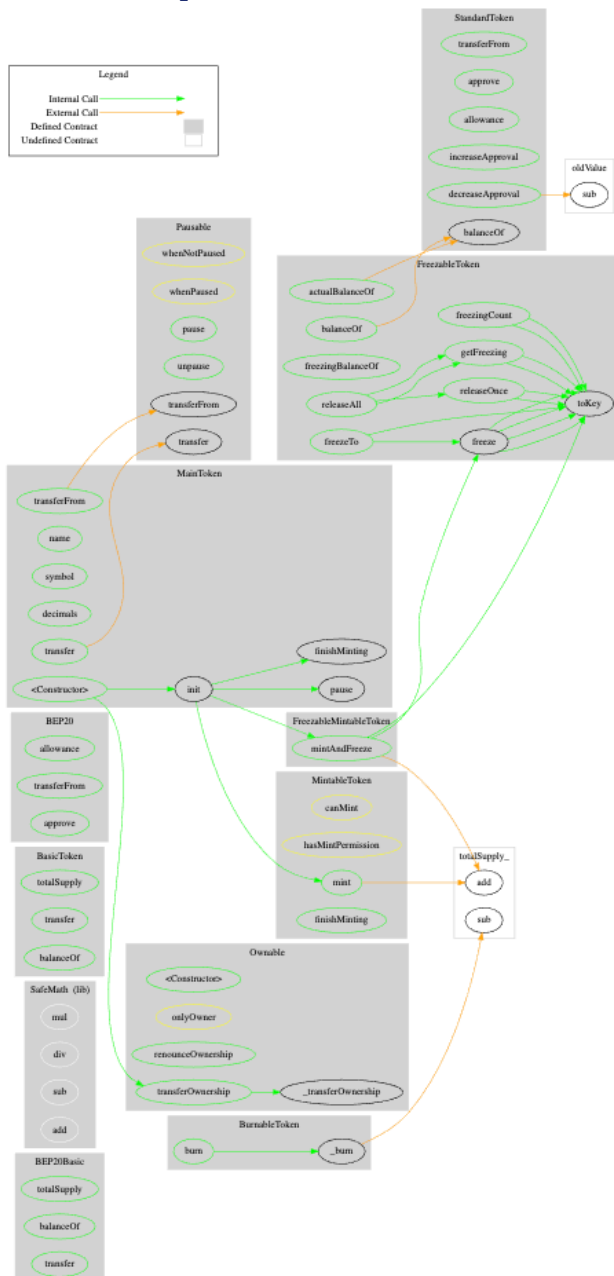 Legend
Internal Call
External Call
Defined Contract
Undefined Contract
StandardToken
transferFrom
approve
allowance
increaseApproval
decreaseApproval
balanceOf
oldValue
sub
Pausable
whenNotPaused
whenPaused
pause
unpause
transferFrom
transfer
FreezableToken
actualBalanceOf
balanceOf
freezingBalanceOf
releaseAll
freezeTo
freezingCount
getFreezing
releaseOnce
freeze
toKey
MainToken
transferFrom
name
symbol
decimals
transfer
<Constructor>
init
finishMinting
pause
BEP20
allowance
transferFrom
approve
FreezableMintableToken
mintAndFreeze
MintableToken
canMint
hasMintPermission
mint
finishMinting
totalSupply_
add
sub
BasicToken
totalSupply
transfer
balanceOf
Ownable
<Constructor>
onlyOwner
renounceOwnership
transferOwnership
_transferOwnership
SafeMath (lib)
mul
div
sub
add
BurnableToken
burn
_burn
BEP20Basic
totalSupply
balanceOf
transfer